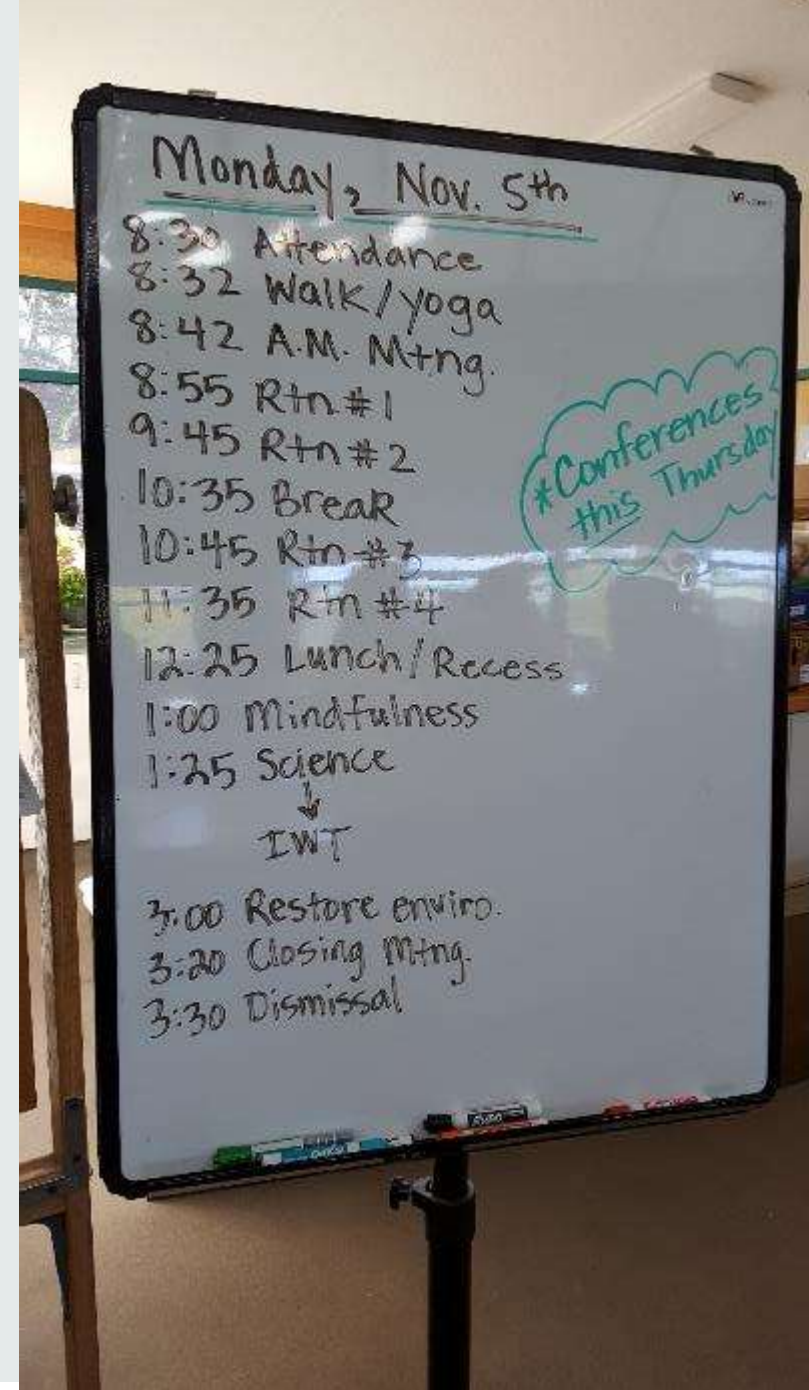 Monday, Nov. 5th
8:30 Attendance
8:32 Walk/yoga
8:42 A.M. Mtng.
8:55 Rtn #1
9:45 Rtn #2
10:35 Break
10:45 Rtn #3
11:35 Rtn #4
12:25 Lunch/Recess
1:00 Mindfulness
1:25 Science
↓
IWT
3:00 Restore enviro.
3:20 Closing Mtng.
3:30 Dismissal
*Conferences
this Thursday
EXPO